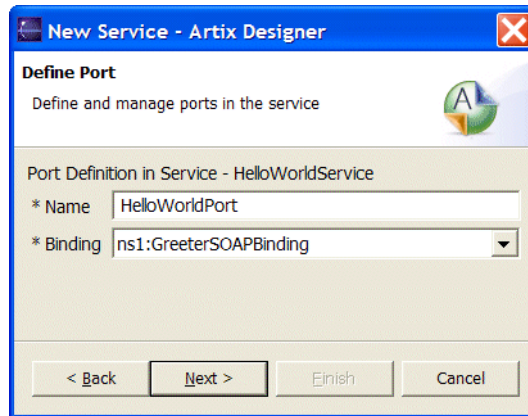 New Service - Artix Designer
Define Port
Define and manage ports in the service
A
Port Definition in Service - HelloWorldService
* Name HelloWorldPort
* Binding ns1:GreeterSOAPBinding
< Back Next > Finish Cancel